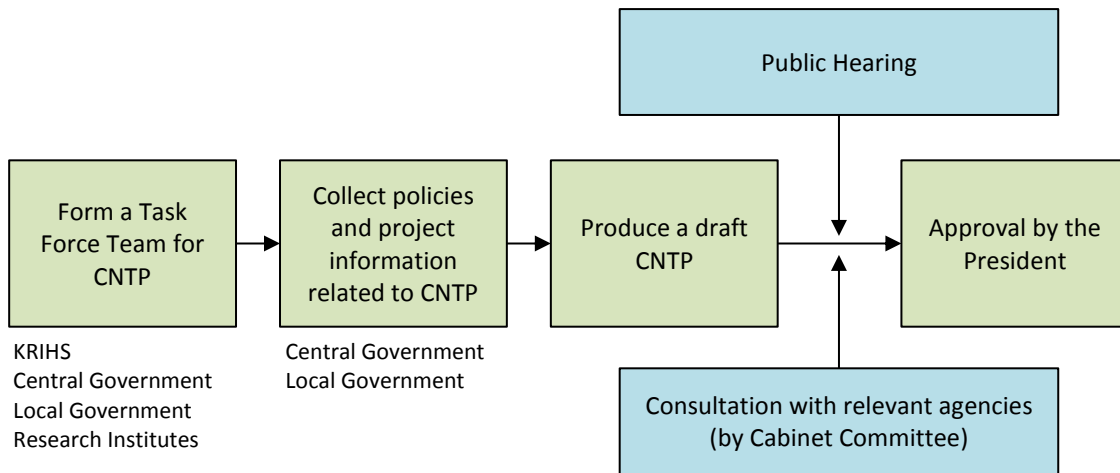 Public Hearing
Form a Task
Force Team for
CNTP
Collect policies
and project
information
related to CNTP
Produce a draft
CNTP
Approval by the
President
KRIHS
Central Government
Local Government
Research Institutes
Central Government
Local Government
Consultation with relevant agencies
(by Cabinet Committee)